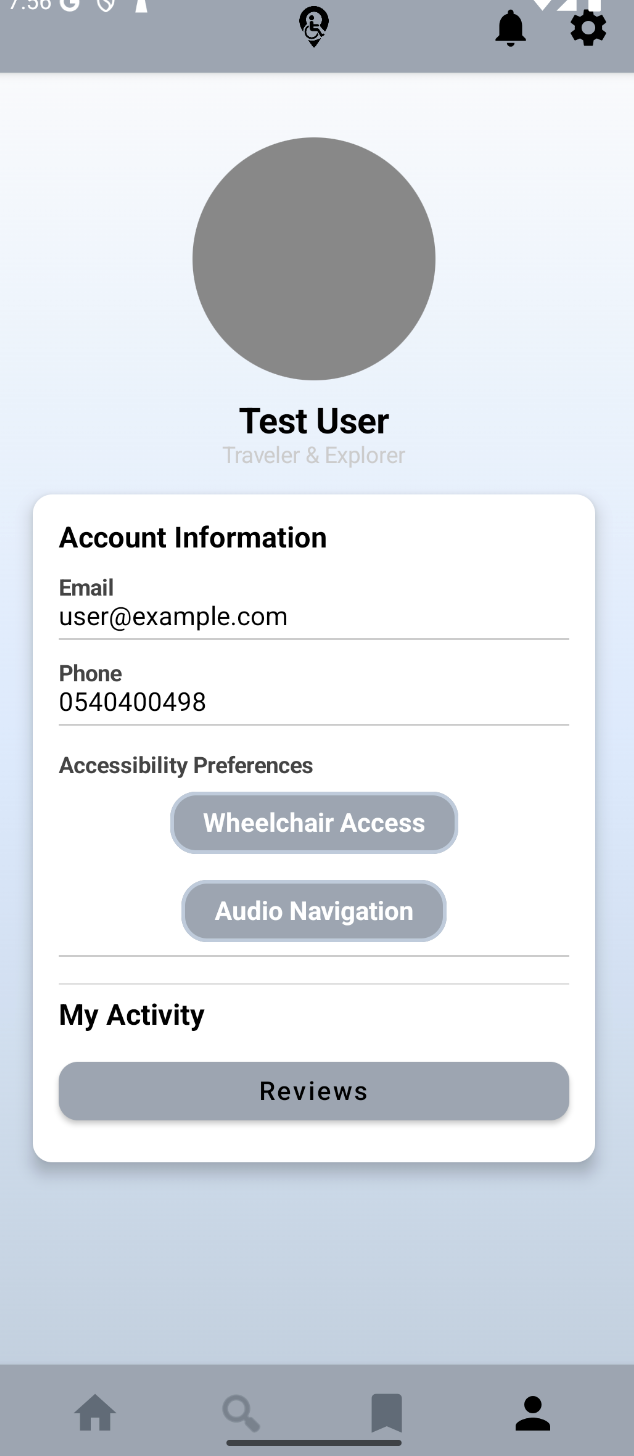 7:56
Test User
Traveler & Explorer
Account Information
Email
user@example.com
Phone
0540400498
Accessibility Preferences
Wheelchair Access
Audio Navigation
My Activity
Reviews